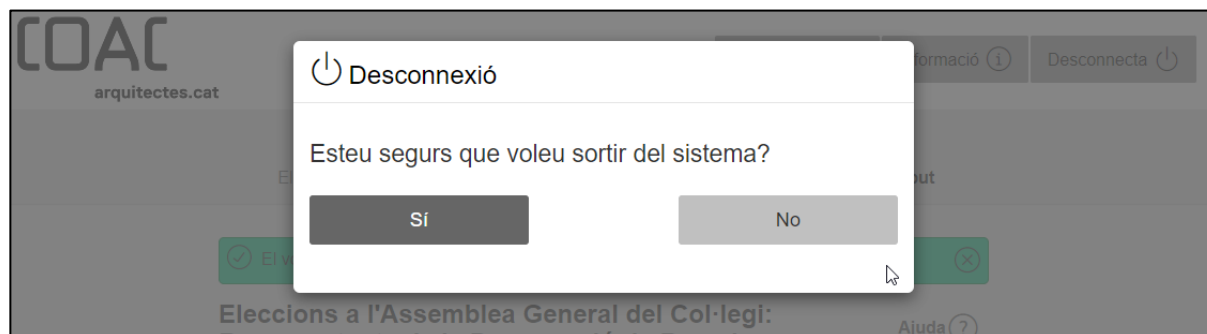 COAC
arquitectes.cat
Desconnecta
Desconnexió
Esteu segurs que voleu sortir del sistema?
Sí
No
Eleccions a l'Assemblea General del Col·legi:
Ajuda